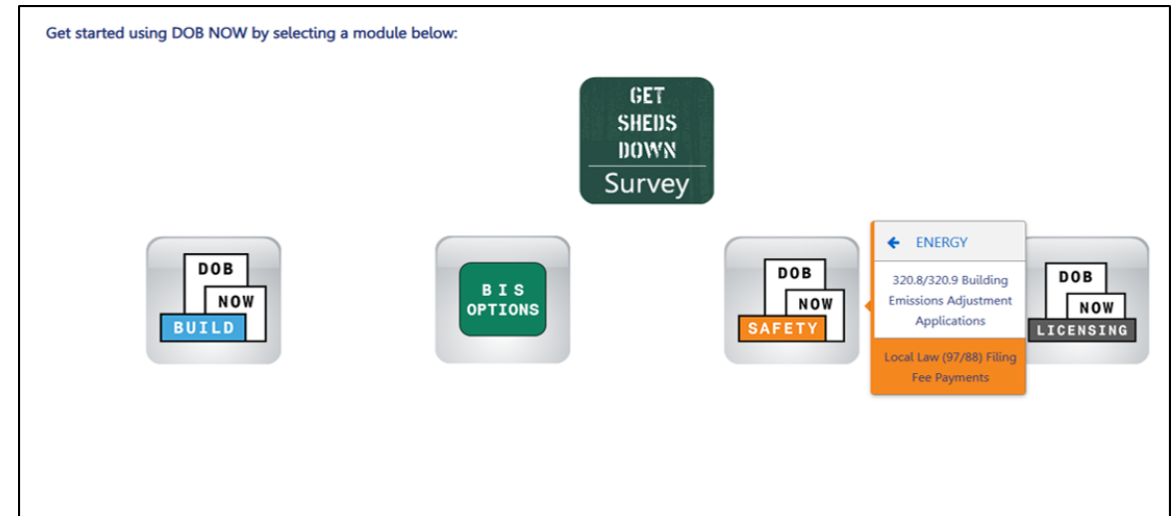 Get started using DOB NOW by selecting a module below:
GET
SHEDS
DOWN
Survey
DOB
NOW
BUILD
BIS
OPTIONS
DOB
NOW
SAFETY
ENERGY
320.8/320.9 Building
Emissions Adjustment
Applications
Local Law (97/88) Filing
Fee Payments
DOB
NOW
LICENSING